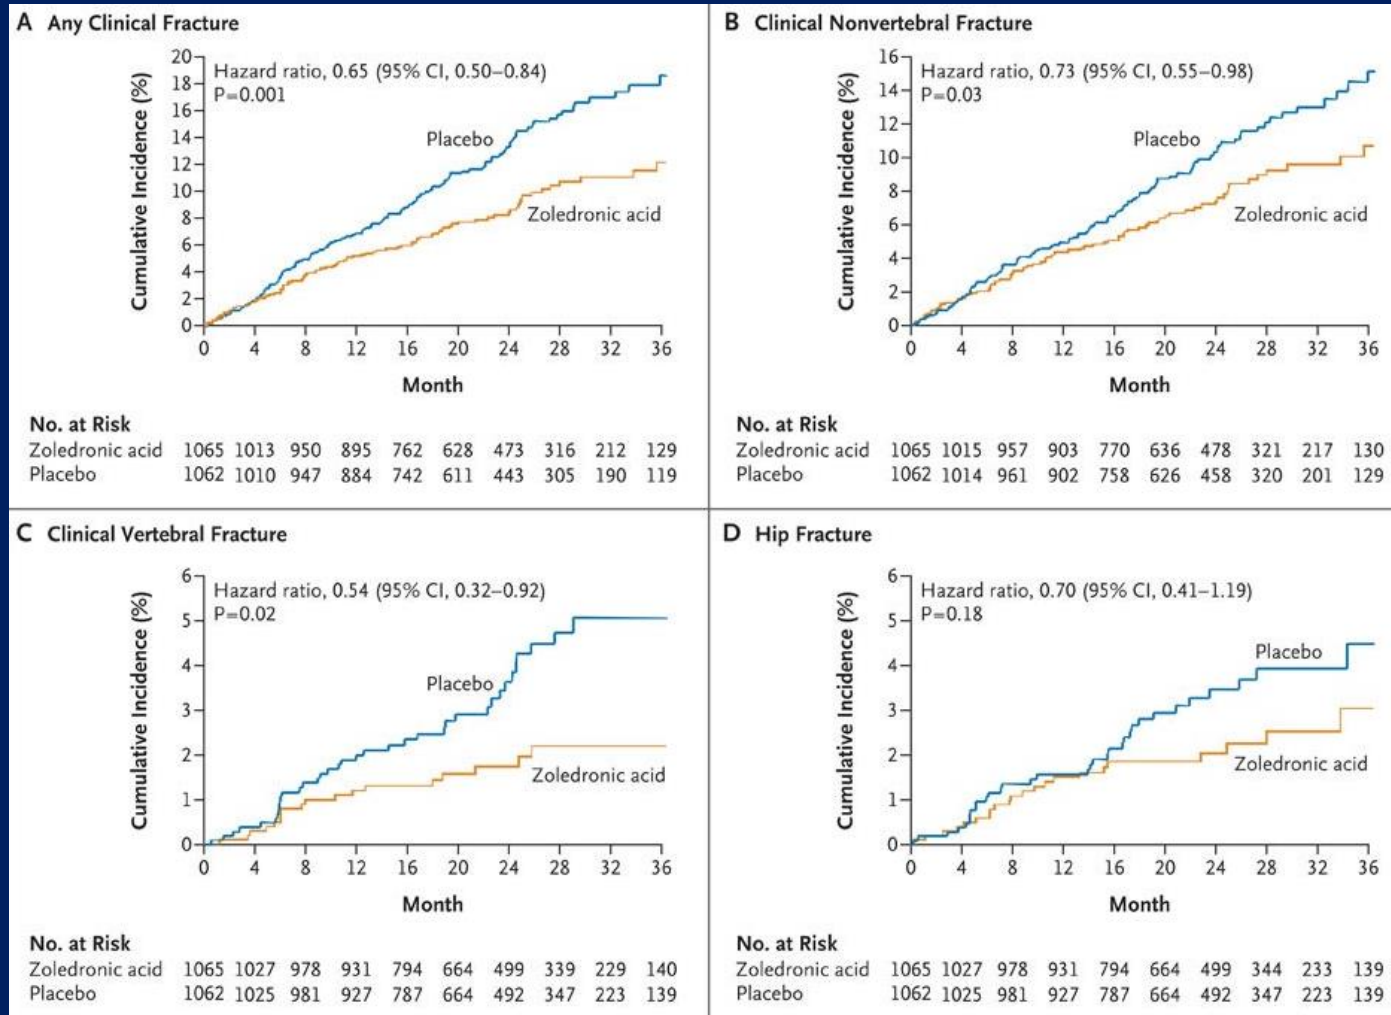 A Any Clinical Fracture
Cumulative Incidence (%)
20
18
16
14
12
10
8
6
4
2
0
Hazard ratio, 0.65 (95% CI, 0.50–0.84)
P=0.001
Placebo
Zoledronic acid
0 4 8 12 16 20 24 28 32 36
Month
No. at Risk
Zoledronic acid 1065 1013 950 895 762 628 473 316 212 129
Placebo 1062 1010 947 884 742 611 443 305 190 119
B Clinical Nonvertebral Fracture
Cumulative Incidence (%)
16
14
12
10
8
6
4
2
0
Hazard ratio, 0.73 (95% CI, 0.55–0.98)
P=0.03
Placebo
Zoledronic acid
0 4 8 12 16 20 24 28 32 36
Month
No. at Risk
Zoledronic acid 1065 1015 957 903 770 636 478 321 217 130
Placebo 1062 1014 961 902 758 626 458 320 201 129
C Clinical Vertebral Fracture
Cumulative Incidence (%)
6
5
4
3
2
1
0
Hazard ratio, 0.54 (95% CI, 0.32–0.92)
P=0.02
Placebo
Zoledronic acid
0 4 8 12 16 20 24 28 32 36
Month
No. at Risk
Zoledronic acid 1065 1027 978 931 794 664 499 339 229 140
Placebo 1062 1025 981 927 787 664 492 347 223 139
D Hip Fracture
Cumulative Incidence (%)
6
5
4
3
2
1
0
Hazard ratio, 0.70 (95% CI, 0.41–1.19)
P=0.18
Placebo
Zoledronic acid
0 4 8 12 16 20 24 28 32 36
Month
No. at Risk
Zoledronic acid 1065 1027 978 931 794 664 499 344 233 139
Placebo 1062 1025 981 927 787 664 492 347 223 139